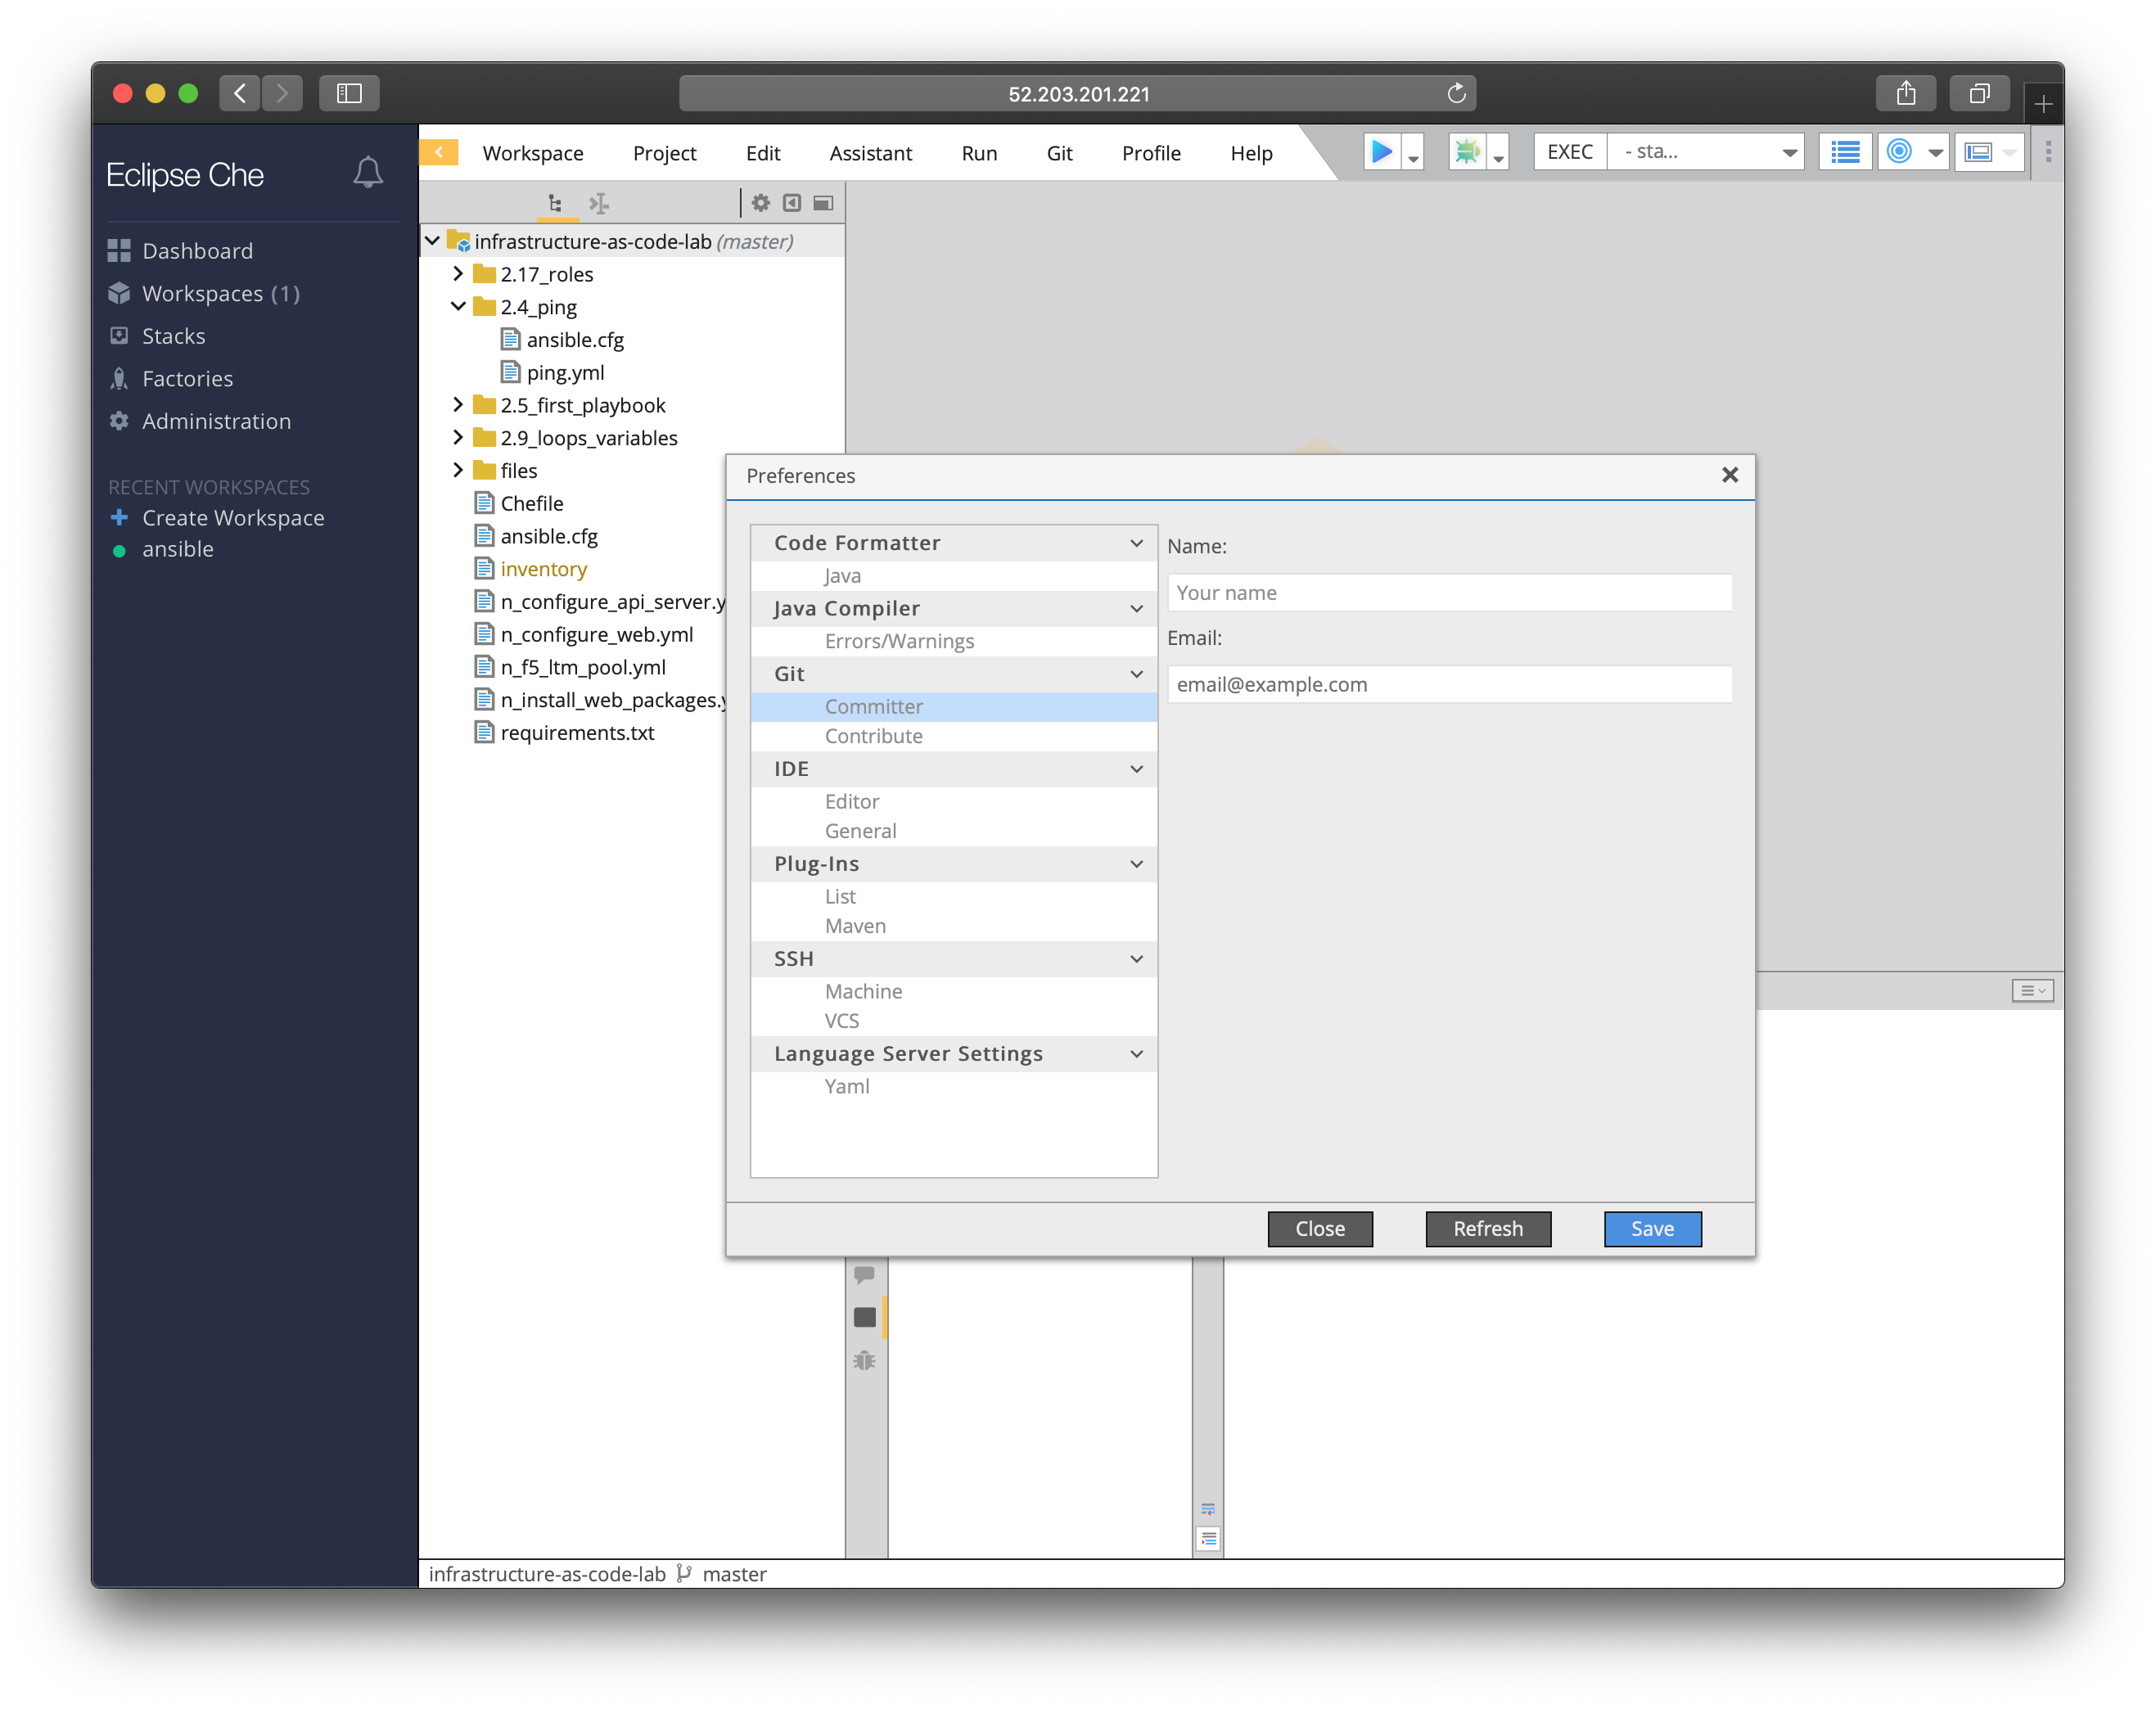 52.203.201.221
Eclipse Che
Dashboard
Workspaces (1)
Stacks
Factories
Administration
RECENT WORKSPACES
Create Workspace
ansible
Workspace Project Edit Assistant Run Git Profile Help
EXEC - sta...
infrastructure-as-code-lab (master)
2.17_roles
2.4_ping
ansible.cfg
ping.yml
2.5_first_playbook
2.9_loops_variables
files
Chefile
ansible.cfg
inventory
n_configure_api_server.y
n_configure_web.yml
n_f5_ltm_pool.yml
n_install_web_packages.y
requirements.txt
Preferences
Code Formatter
Java
Java Compiler
Errors/Warnings
Git
Committer
Contribute
IDE
Editor
General
Plug-Ins
List
Maven
SSH
Machine
VCS
Language Server Settings
Yaml
Name:
Your name
Email:
email@example.com
Close Refresh Save
infrastructure-as-code-lab master